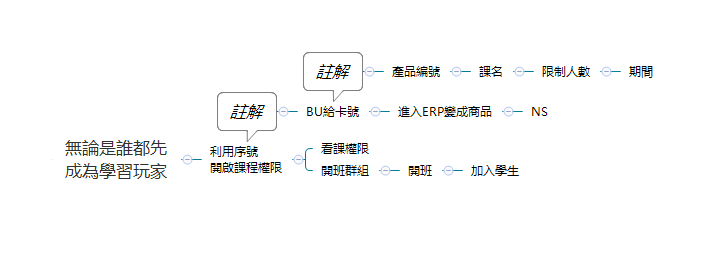 註解
產品編號
課名
限制人數
期間
註解
BU給卡號
進入ERP變成商品
NS
無論是誰都先
成為學習玩家
利用序號
開啟課程權限
看課權限
開班群組
開班
加入學生